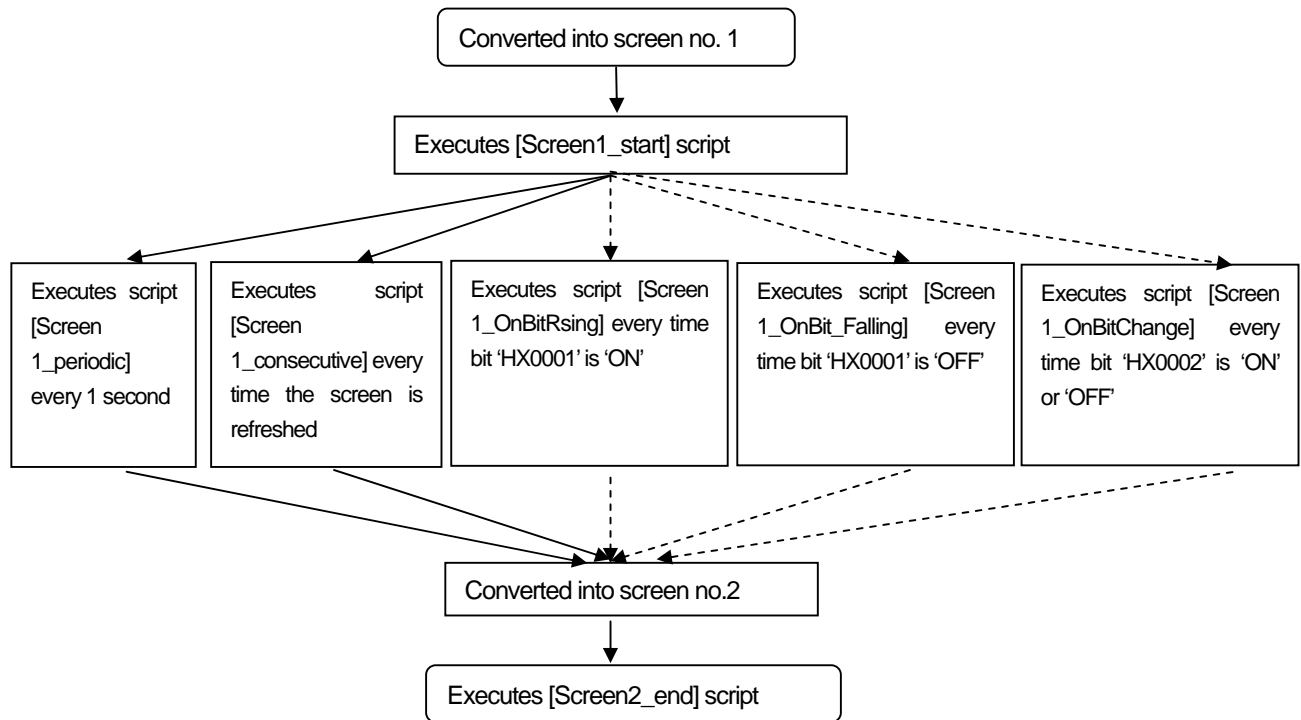 Converted into screen no. 1
Executes [Screen1_start] script
Executes script
[Screen
1_periodic]
every 1 second
Executes script
[Screen
1_consecutive] every
time the screen is
refreshed
Executes script [Screen
1_OnBitRsing] every time
bit ‘HX0001’ is ‘ON’
Executes script [Screen
1_OnBit_Falling] every
time bit ‘HX0001’ is ‘OFF’
Executes script [Screen
1_OnBitChange] every
time bit ‘HX0002’ is ‘ON’
or ‘OFF’
Converted into screen no.2
Executes [Screen2_end] script